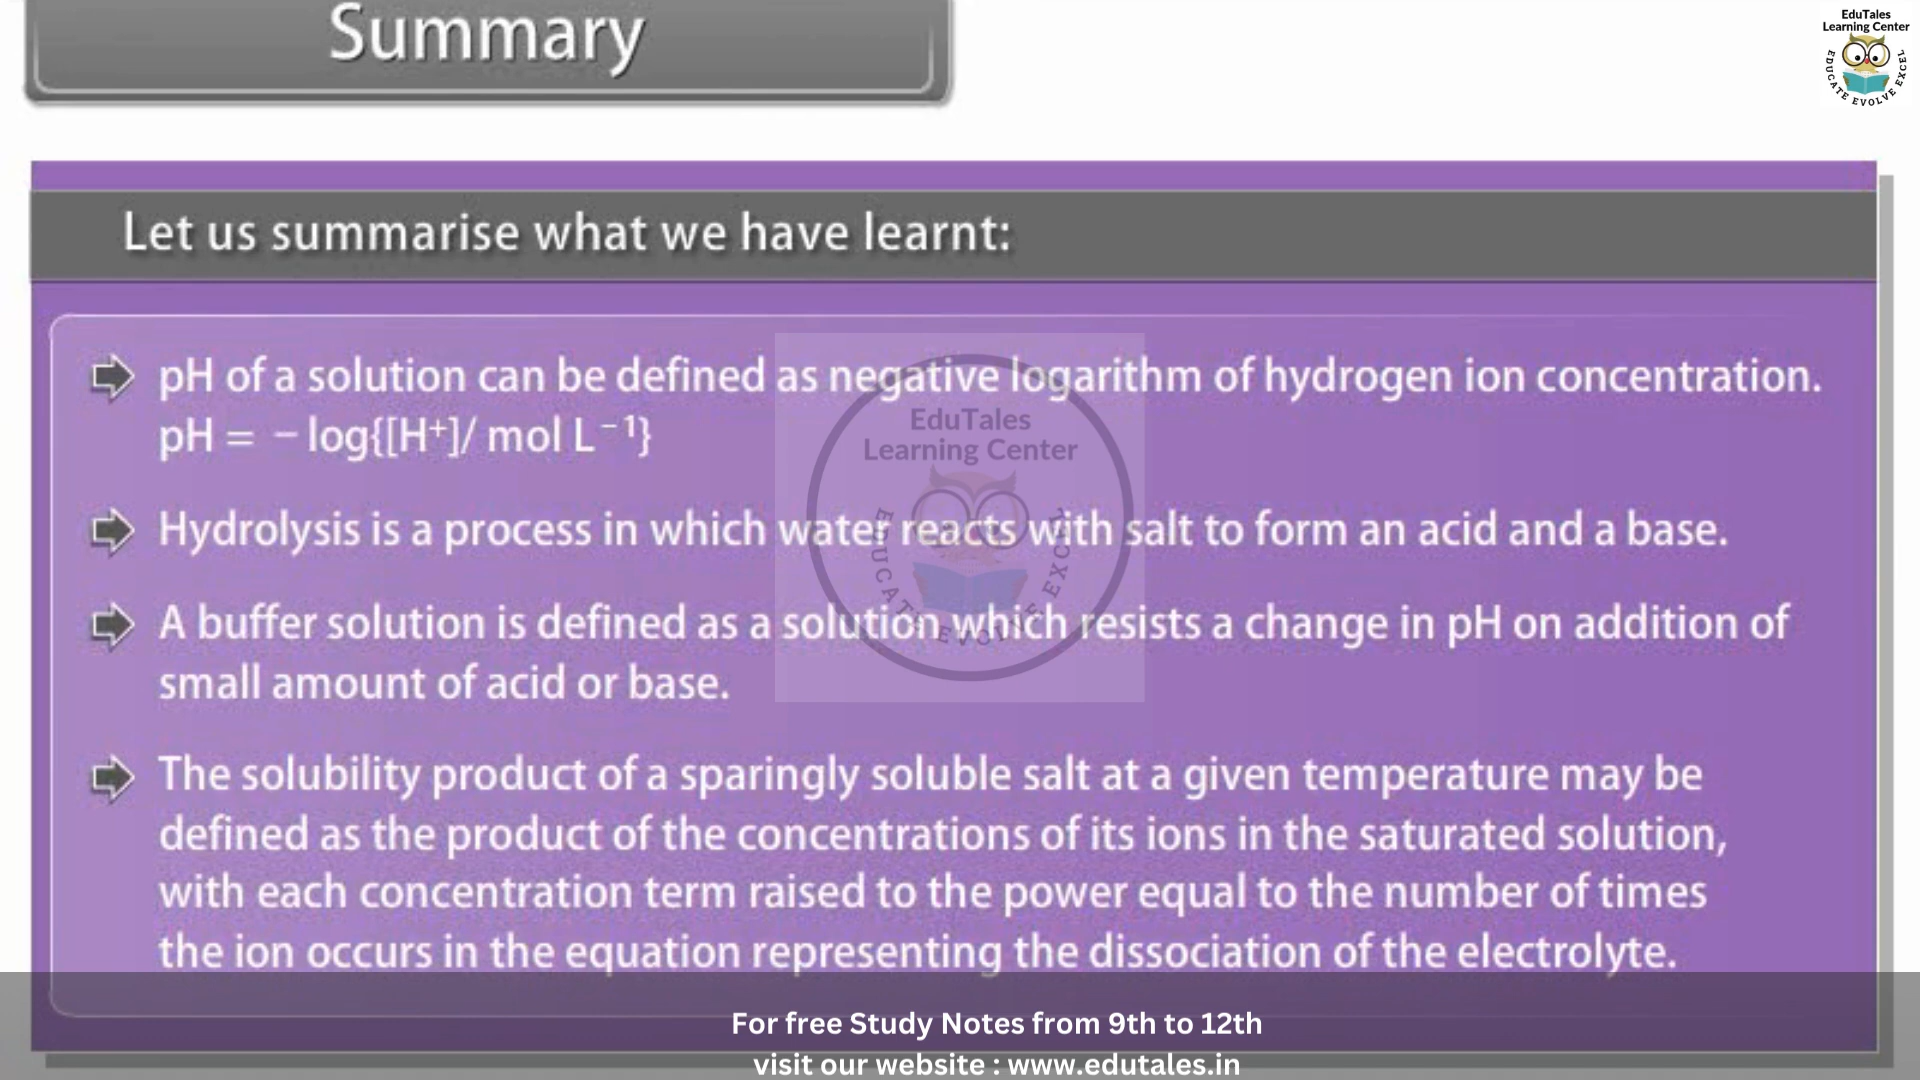 Summary
EduTales
Learning Center
EDUCATE EVOLVE EXCEL
Let us summarise what we have learnt:
pH of a solution can be defined as negative logarithm of hydrogen ion concentration.
pH = – log{[H⁺]/ mol L⁻¹}
EduTales
Learning Center
EDUCATE EVOLVE EXCEL
Hydrolysis is a process in which water reacts with salt to form an acid and a base.
A buffer solution is defined as a solution which resists a change in pH on addition of
small amount of acid or base.
The solubility product of a sparingly soluble salt at a given temperature may be
defined as the product of the concentrations of its ions in the saturated solution,
with each concentration term raised to the power equal to the number of times
the ion occurs in the equation representing the dissociation of the electrolyte.
For free Study Notes from 9th to 12th
visit our website : www.edutales.in